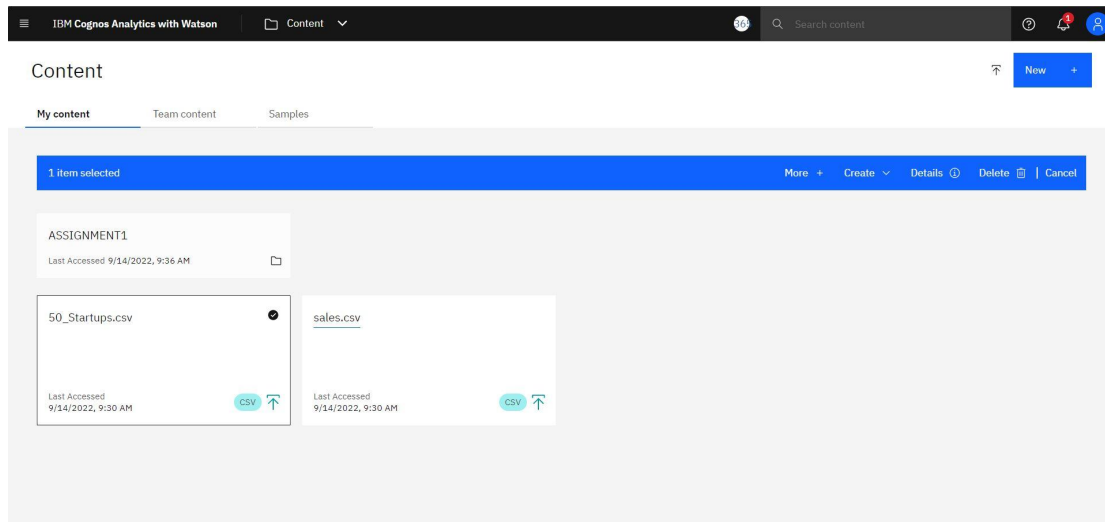 IBM Cognos Analytics with Watson
Content
Search content
1
Content
New +
My content
Team content
Samples
1 item selected
More +
Create
Details
Delete
Cancel
ASSIGNMENT1
Last Accessed 9/14/2022, 9:36 AM
50_Startups.csv
Last Accessed
9/14/2022, 9:30 AM
CSV
sales.csv
Last Accessed
9/14/2022, 9:30 AM
CSV